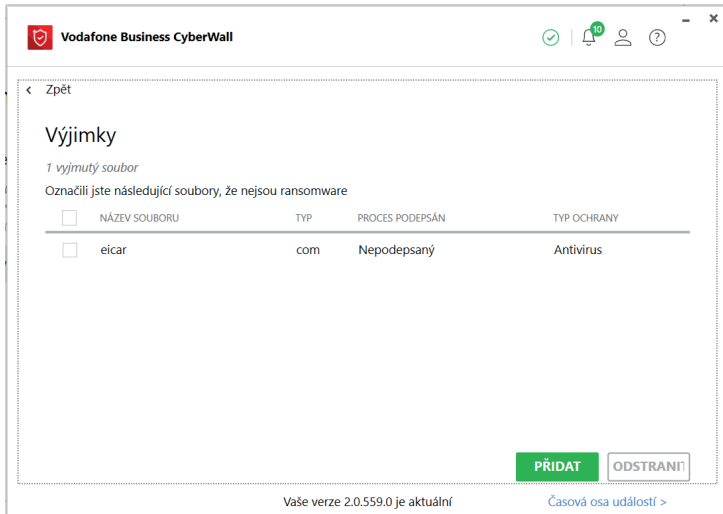 Vodafone Business CyberWall
10
Zpět
Výjimky
1 vyjmutý soubor
Označili jste následující soubory, že nejsou ransomware
NÁZEV SOUBORU TYP PROCES PODEPSÁN TYP OCHRANY
eicar com Nepodepsaný Antivirus
PŘIDAT ODSTRANIT
Vaše verze 2.0.559.0 je aktuální Časová osa událostí >